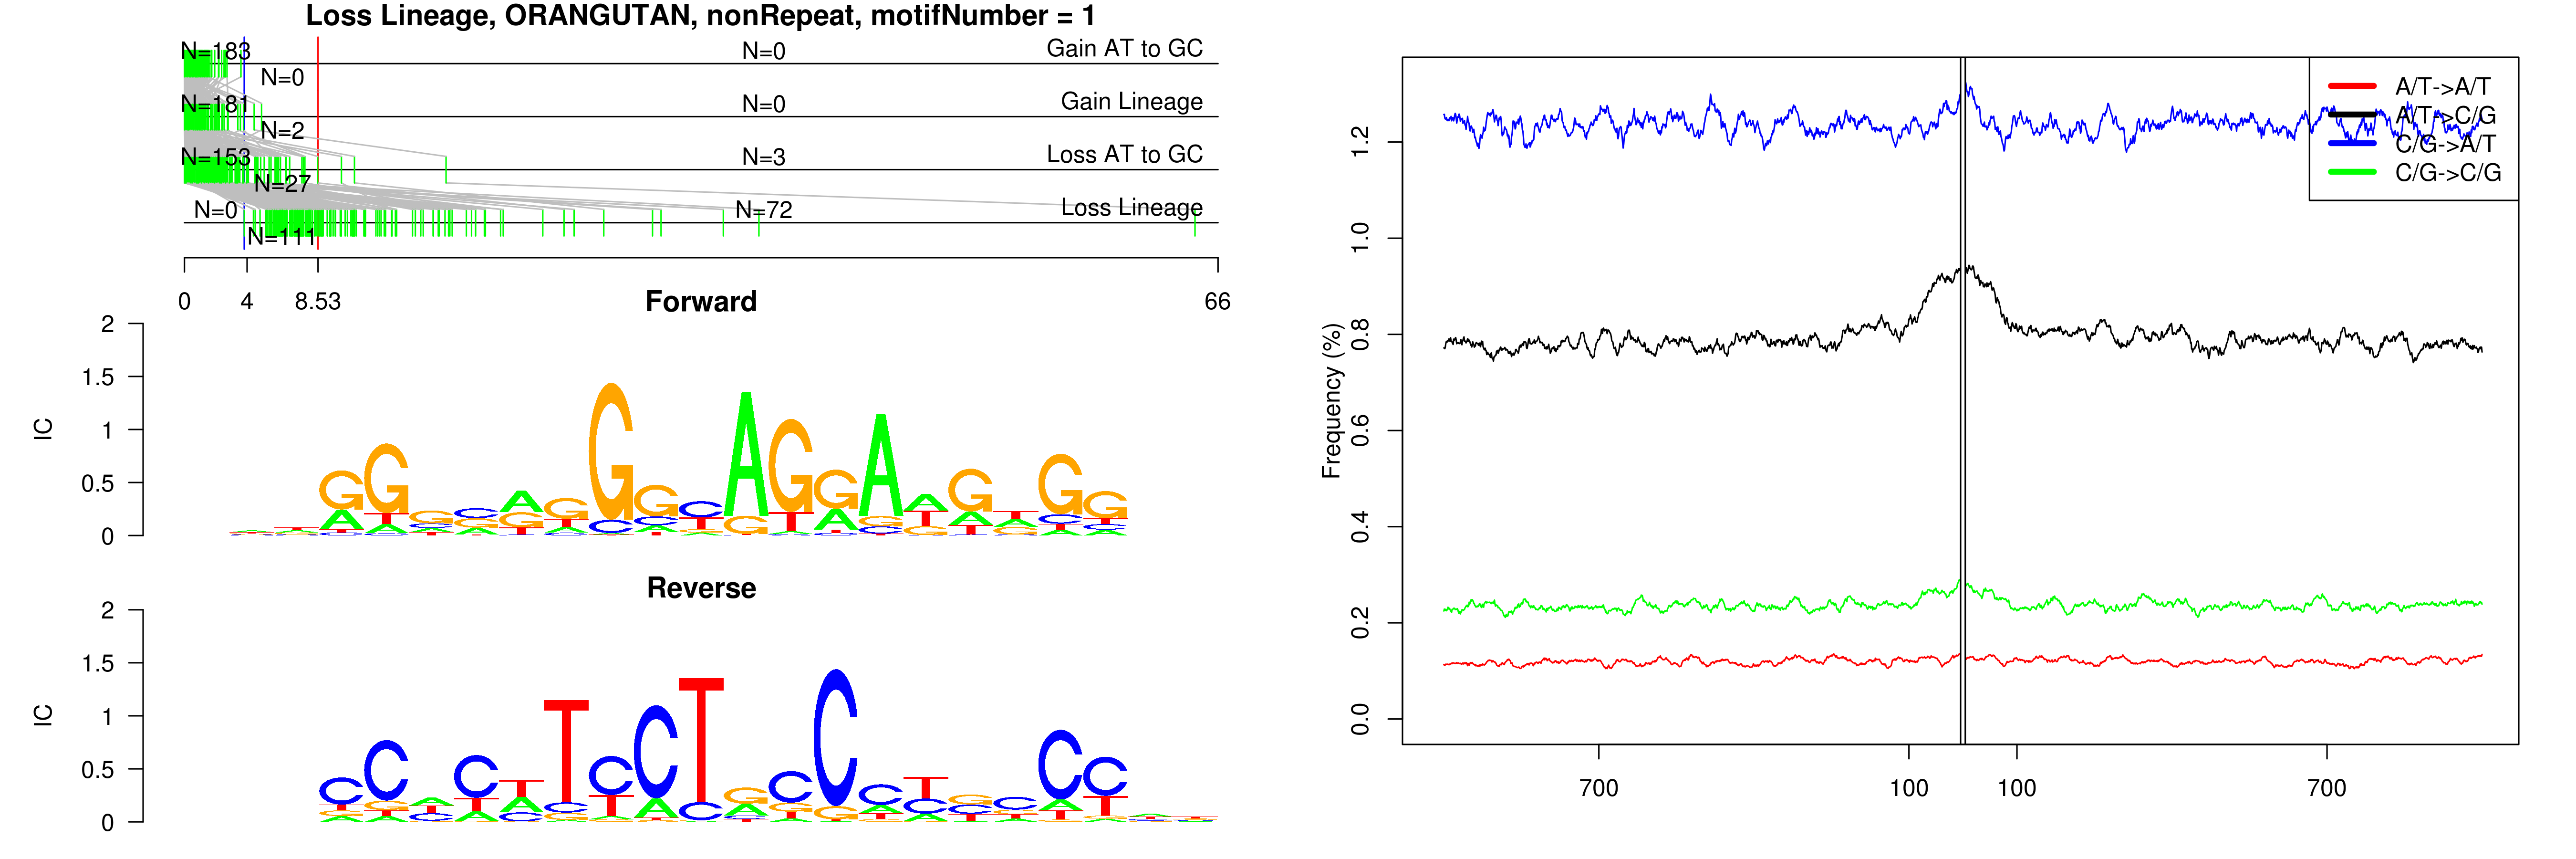 Loss Lineage, ORANGUTAN, nonRepeat, motifNumber = 1
N=183 N=0 Gain AT to GC
N=0
N=181 N=0 Gain Lineage
N=2
N=153 N=3 Loss AT to GC
N=27
N=0 N=72 Loss Lineage
N=111
0 4 8.53 66
Forward
2
1.5
1
0.5
0
IC
Reverse
2
1.5
1
0.5
0
IC
A/T->A/T
A/T->C/G
C/G->A/T
C/G->C/G
Frequency (%)
1.2
1.0
0.8
0.6
0.4
0.2
0.0
700 100 100 700